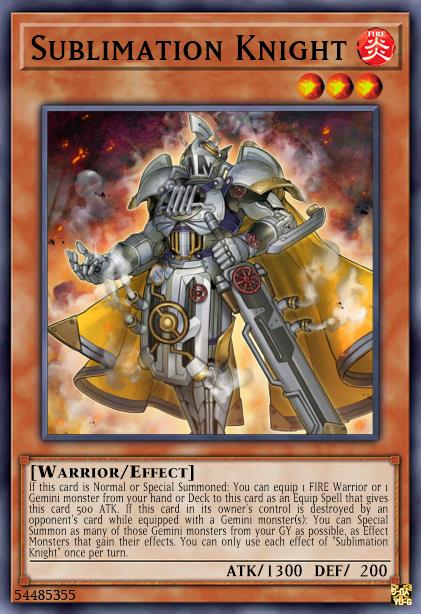 SUBLIMATION KNIGHT
FIRE
炎
[WARRIOR/EFFECT]
If this card is Normal or Special Summoned: You can equip 1 FIRE Warrior or 1
Gemini monster from your hand or Deck to this card as an Equip Spell that gives
this card 500 ATK. If this card in its owner's control is destroyed by an
opponent's card while equipped with a Gemini monster(s): You can Special
Summon as many of those Gemini monsters from your GY as possible, as Effect
Monsters that gain their effects. You can only use each effect of "Sublimation
Knight" once per turn.
ATK/1300 DEF/ 200
54485355